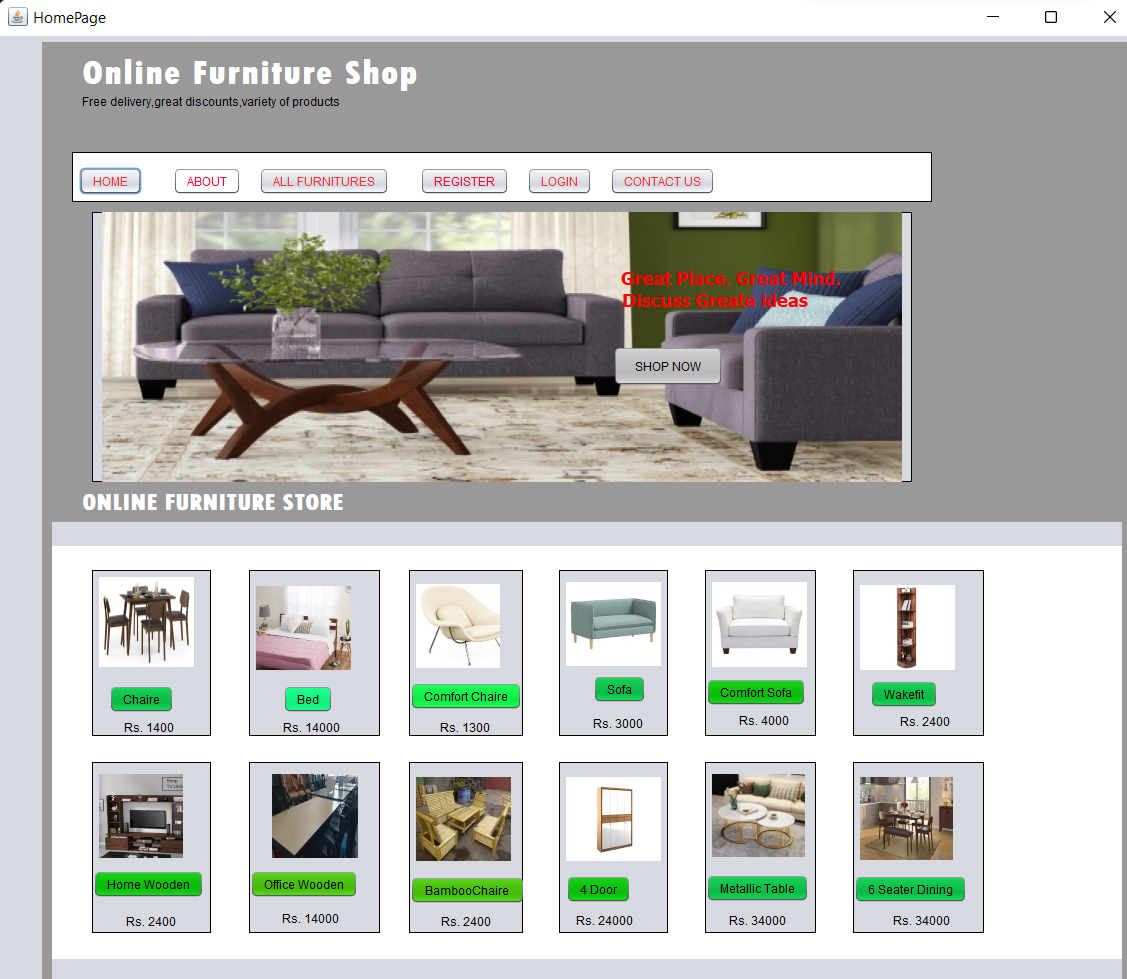 HomePage
Online Furniture Shop
Free delivery,great discounts,variety of products
HOME ABOUT ALL FURNITURES REGISTER LOGIN CONTACT US
Great Place. Great Mind.
Discuss Greate ideas
SHOP NOW
ONLINE FURNITURE STORE
Chaire Bed Comfort Chaire Sofa Comfort Sofa Wakefit
Rs. 1400 Rs. 14000 Rs. 1300 Rs. 3000 Rs. 4000 Rs. 2400
Shop
Home Wooden Office Wooden BambooChaire 4 Door Metallic Table 6 Seater Dining
Rs. 2400 Rs. 14000 Rs. 2400 Rs. 24000 Rs. 34000 Rs. 34000